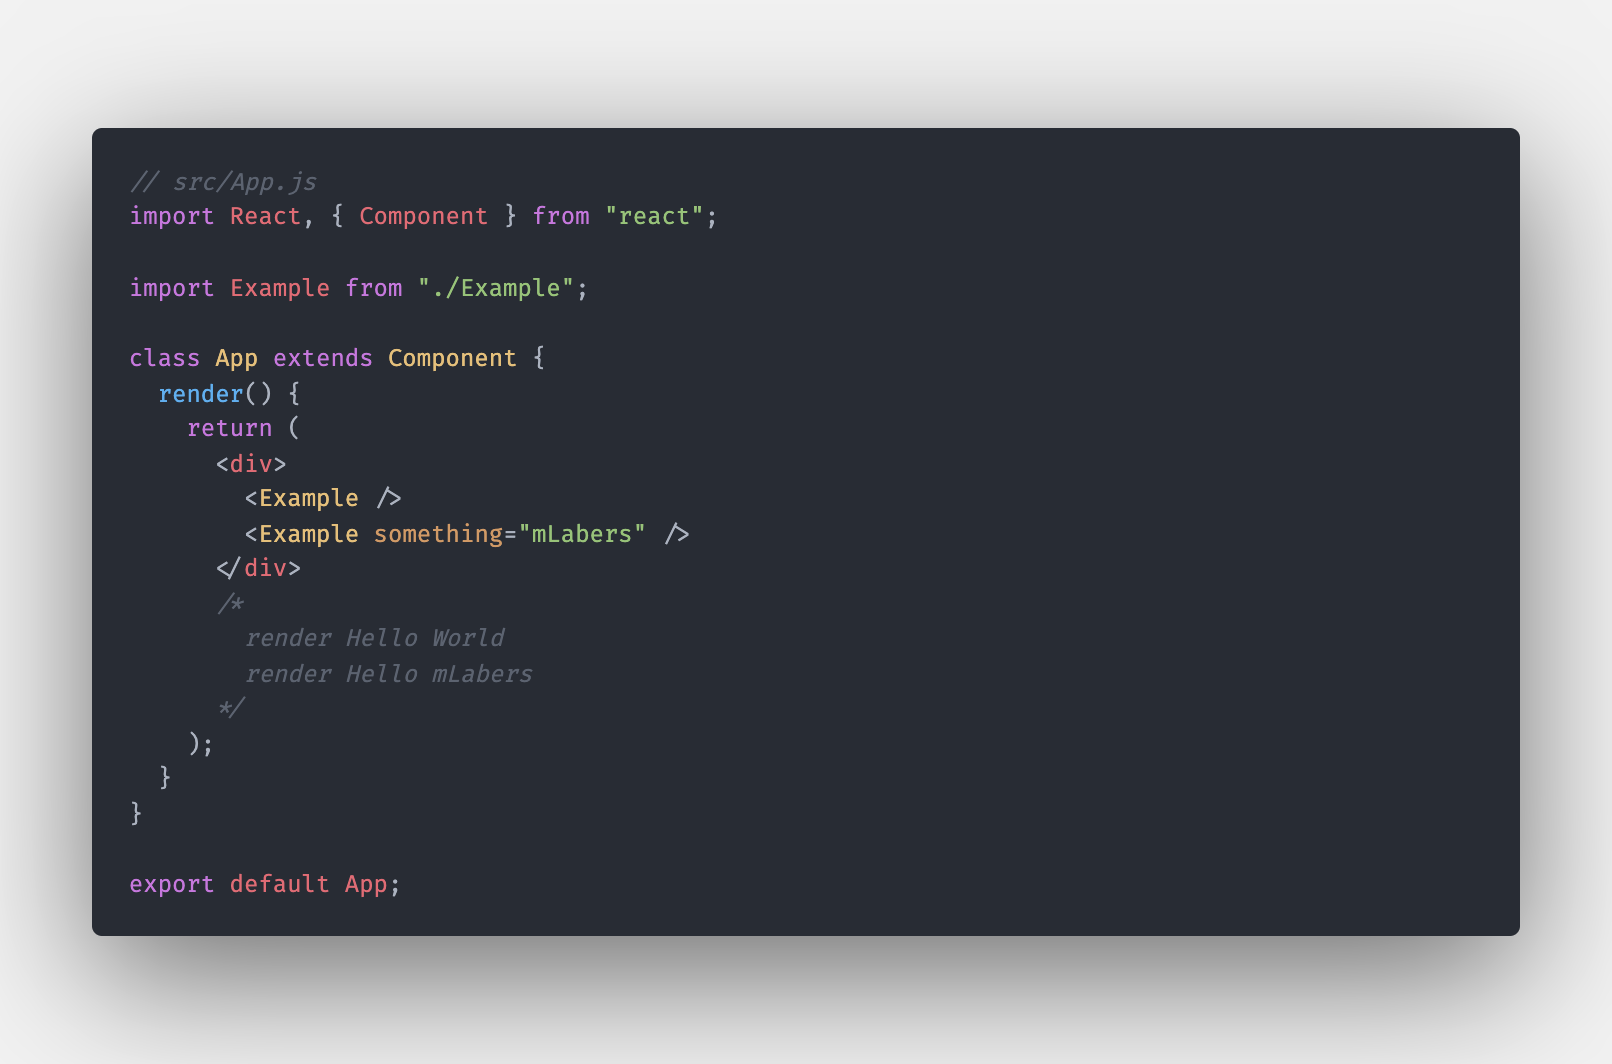 // src/App.js
import React, { Component } from "react";

import Example from "./Example";

class App extends Component {
  render() {
    return (
      <div>
        <Example />
        <Example something="mLabers" />
      </div>
      /*
        render Hello World
        render Hello mLabers
      */
    );
  }
}

export default App;